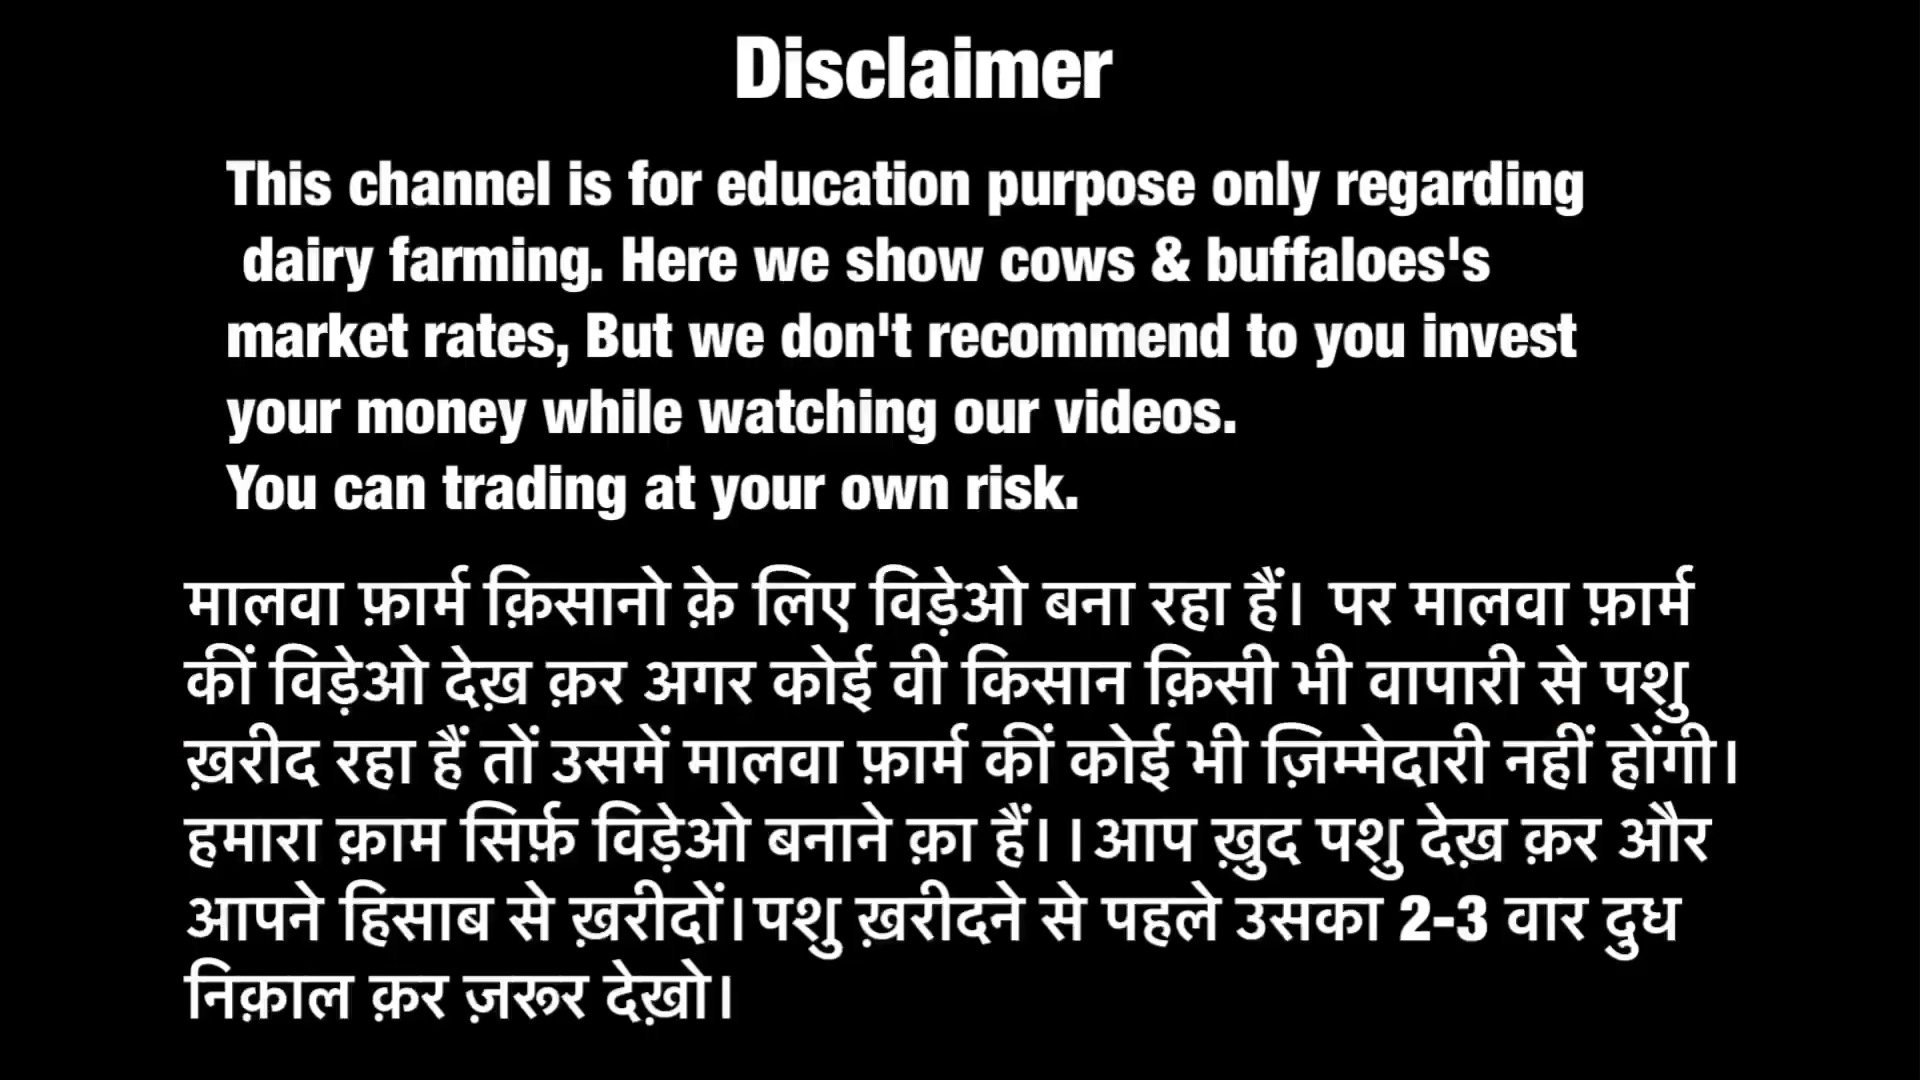 Disclaimer
This channel is for education purpose only regarding
dairy farming. Here we show cows & buffaloes's
market rates, But we don't recommend to you invest
your money while watching our videos.
You can trading at your own risk.
मालवा फ़ार्म क़िसानो क़े लिए विड़ेओ बना रहा हैं। पर मालवा फ़ार्म
कीं विड़ेओ देख़ क़र अगर कोई वी किसान क़िसी भी वापारी से पशु
ख़रीद रहा हैं तों उसमें मालवा फ़ार्म कीं कोई भी ज़िम्मेदारी नहीं होंगी।
हमारा क़ाम सिर्फ़ विड़ेओ बनाने क़ा हैं।।आप ख़ुद पशु देख़ क़र और
आपने हिसाब से ख़रीदों।पशु ख़रीदने से पहले उसका 2-3 वार दुध
निक़ाल क़र ज़रूर देख़ो।